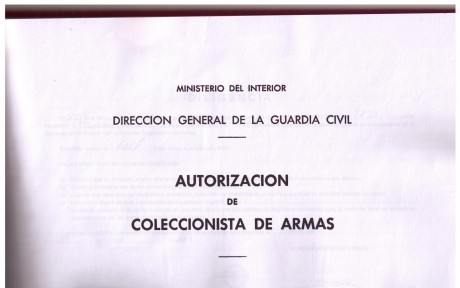 MINISTERIO DEL INTERIOR
DIRECCION GENERAL DE LA GUARDIA CIVIL
AUTORIZACION
DE
COLECCIONISTA DE ARMAS